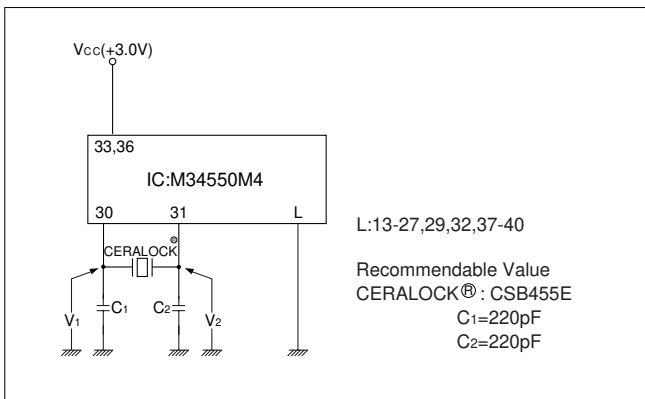 VCC(+3.0V)
33,36
IC:M34550M4
30 31 L
CERALOCK®
V1 C1 C2 V2
L:13-27,29,32,37-40
Recommendable Value
CERALOCK® : CSB455E
C1=220pF
C2=220pF